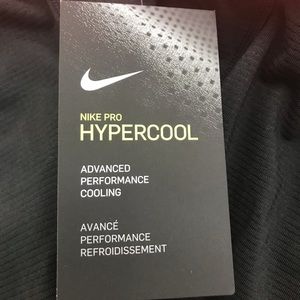 NIKE PRO
HYPERCOOL
ADVANCED
PERFORMANCE
COOLING
AVANCÉ
PERFORMANCE
REFROIDISSEMENT